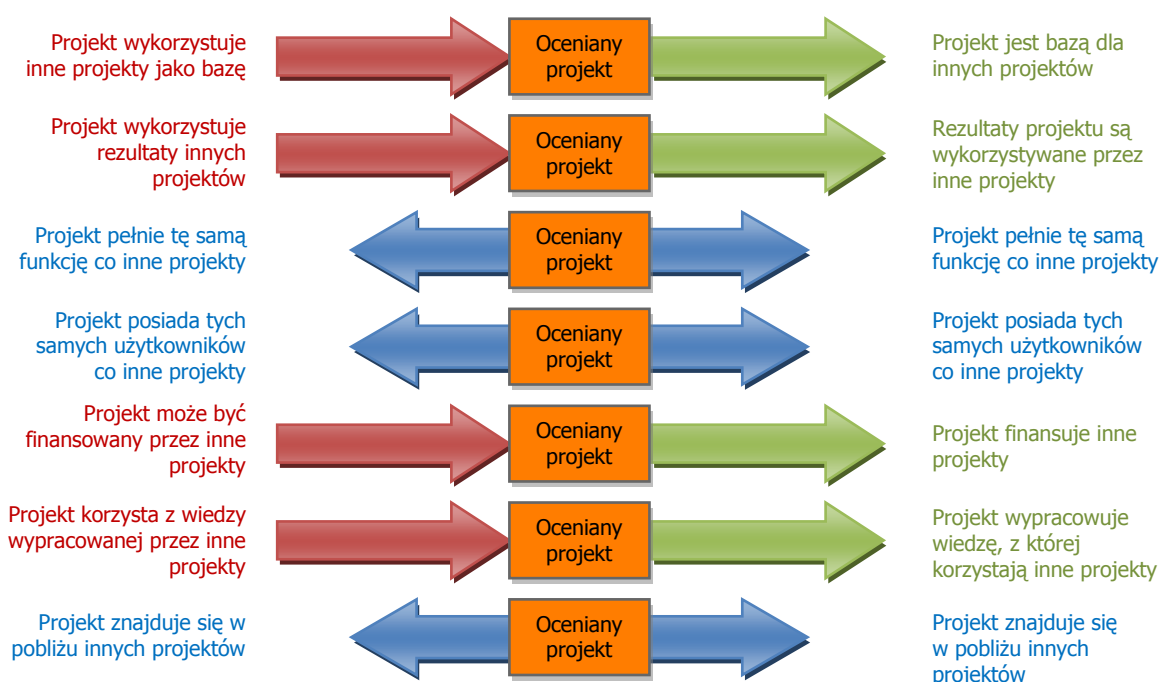 Projekt wykorzystuje
inne projekty jako bazę
Oceniany
projekt
Projekt jest bazą dla
innych projektów
Projekt wykorzystuje
rezultaty innych
projektów
Oceniany
projekt
Rezultaty projektu są
wykorzystywane przez
inne projekty
Projekt pełnie tę samą
funkcję co inne projekty
Oceniany
projekt
Projekt pełnie tę samą
funkcję co inne projekty
Projekt posiada tych
samych użytkowników
co inne projekty
Oceniany
projekt
Projekt posiada tych
samych użytkowników
co inne projekty
Projekt może być
finansowany przez inne
projekty
Oceniany
projekt
Projekt finansuje inne
projekty
Projekt korzysta z wiedzy
wypracowanej przez inne
projekty
Oceniany
projekt
Projekt wypracowuje
wiedzę, z której
korzystają inne projekty
Projekt znajduje się w
pobliżu innych projektów
Oceniany
projekt
Projekt znajduje się
w pobliżu innych
projektów